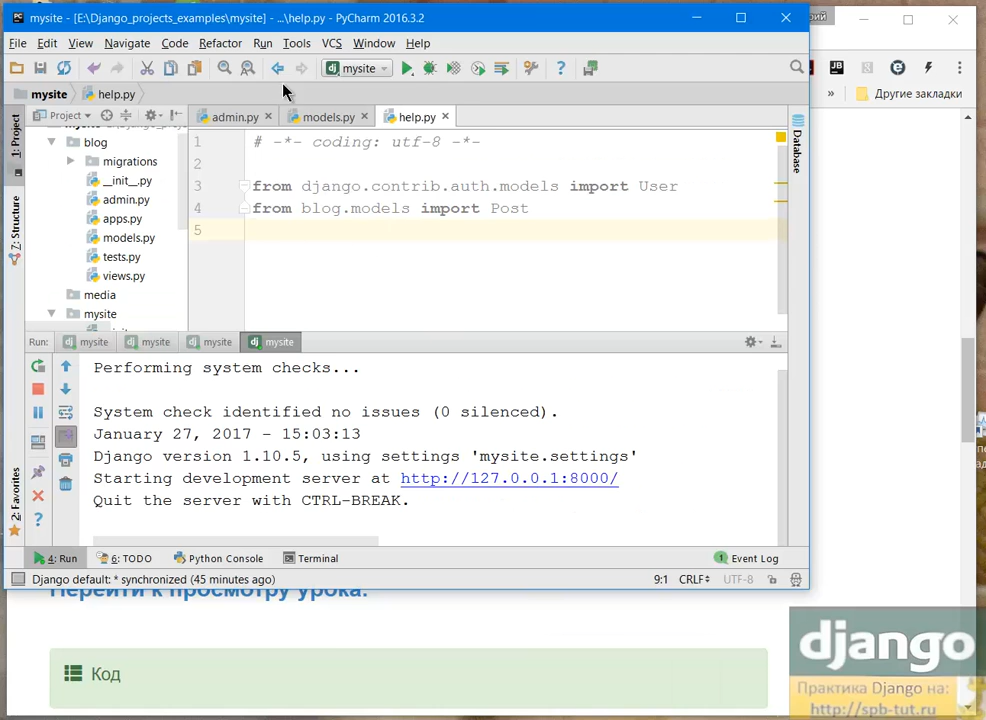 mysite - [E:\Django_projects_examples\mysite] - ...\help.py - PyCharm 2016.3.2
File Edit View Navigate Code Refactor Run Tools VCS Window Help
mysite
»
Другие закладки
mysite help.py
Project
admin.py
models.py
help.py
1: Project
7: Structure
2: Favorites
Database
blog
migrations
__init__.py
admin.py
apps.py
models.py
tests.py
views.py
media
mysite
1 # -*- coding: utf-8 -*-
2
3 from django.contrib.auth.models import User
4 from blog.models import Post
5
Run: mysite mysite mysite mysite
Performing system checks...
System check identified no issues (0 silenced).
January 27, 2017 - 15:03:13
Django version 1.10.5, using settings 'mysite.settings'
Starting development server at http://127.0.0.1:8000/
Quit the server with CTRL-BREAK.
4: Run 6: TODO Python Console Terminal 1 Event Log
Django default: * synchronized (45 minutes ago) 9:1 CRLF UTF-8
Перейти к просмотру урока.
Код
django
Практика Django на:
http://spb-tut.ru